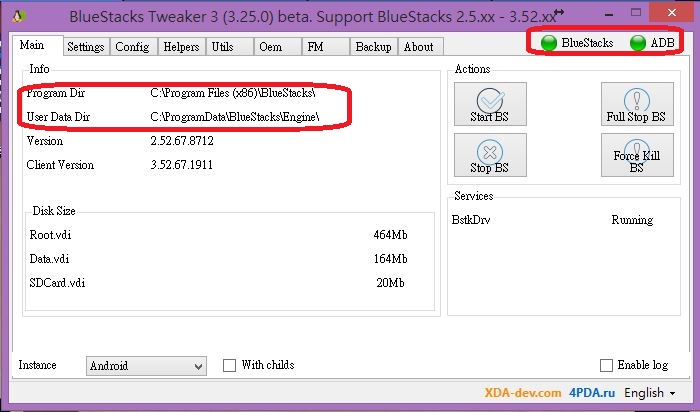 BlueStacks Tweaker 3 (3.25.0) beta. Support BlueStacks 2.5.xx - 3.52.xx
Main Settings Config Helpers Utils Oem FM Backup About BlueStacks ADB
Info
Program Dir C:\Program Files (x86)\BlueStacks\
User Data Dir C:\ProgramData\BlueStacks\Engine\
Version 2.52.67.8712
Client Version 3.52.67.1911
Disk Size
Root.vdi 464Mb
Data.vdi 164Mb
SDCard.vdi 20Mb
Actions
Start BS Full Stop BS
Stop BS Force Kill BS
Services
BstkDrv Running
Instance Android With childs Enable log
XDA-dev.com 4PDA.ru English